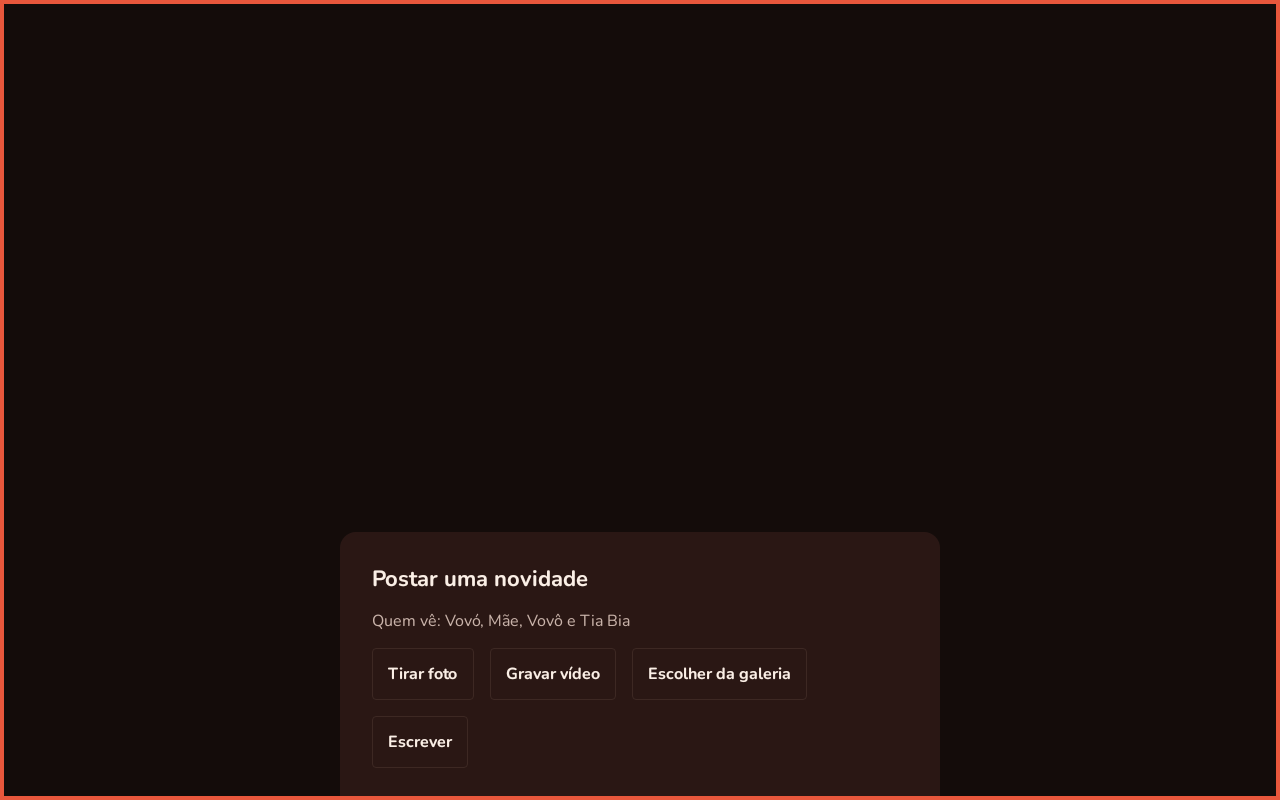 Postar uma novidade
Quem vê: Vovó, Mãe, Vovô e Tia Bia
Tirar foto
Gravar vídeo
Escolher da galeria
Escrever